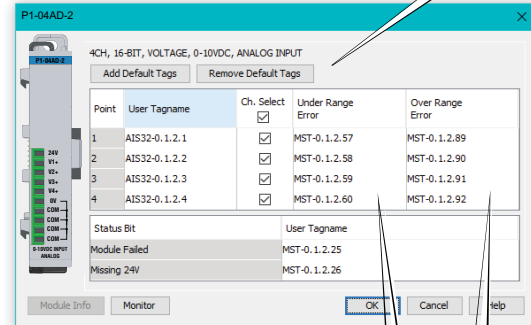 P1-04AD-2
P1-04AD-2
4CH, 16-BIT, VOLTAGE, 0-10VDC, ANALOG INPUT
Add Default Tags Remove Default Tags
Point User Tagname Ch. Select Under Range Error Over Range Error
1 AIS32-0.1.2.1 MST-0.1.2.57 MST-0.1.2.89
2 AIS32-0.1.2.2 MST-0.1.2.58 MST-0.1.2.90
3 AIS32-0.1.2.3 MST-0.1.2.59 MST-0.1.2.91
4 AIS32-0.1.2.4 MST-0.1.2.60 MST-0.1.2.92
24V
V1+
V2+
V3+
V4+
0V
COM
COM
COM
COM
0-10VDC INPUT
ANALOG
Status Bit User Tagname
Module Failed MST-0.1.2.25
Missing 24V MST-0.1.2.26
Module Info Monitor OK Cancel Help